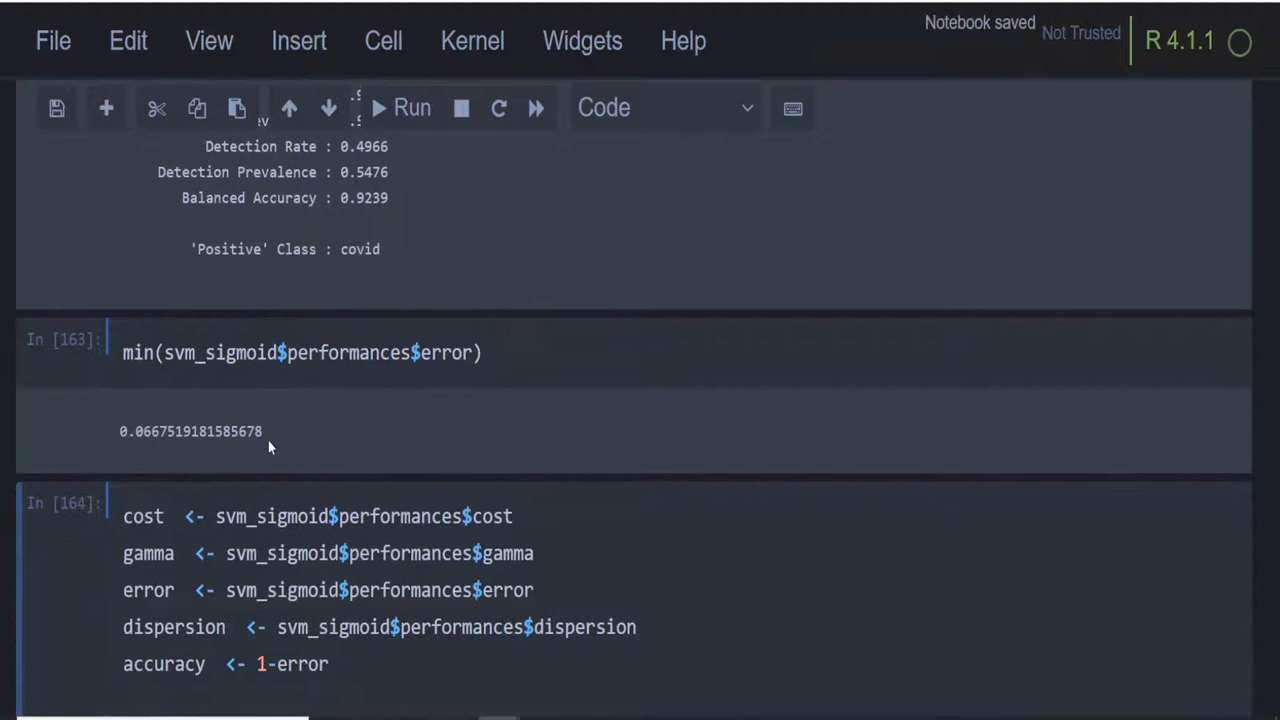 File Edit View Insert Cell Kernel Widgets Help Notebook saved Not Trusted R 4.1.1
Run Code
Detection Rate : 0.4966
Detection Prevalence : 0.5476
Balanced Accuracy : 0.9239
'Positive' Class : covid
In [163]: min(svm_sigmoid$performances$error)
0.0667519181585678
In [164]: cost <- svm_sigmoid$performances$cost
gamma <- svm_sigmoid$performances$gamma
error <- svm_sigmoid$performances$error
dispersion <- svm_sigmoid$performances$dispersion
accuracy <- 1-error